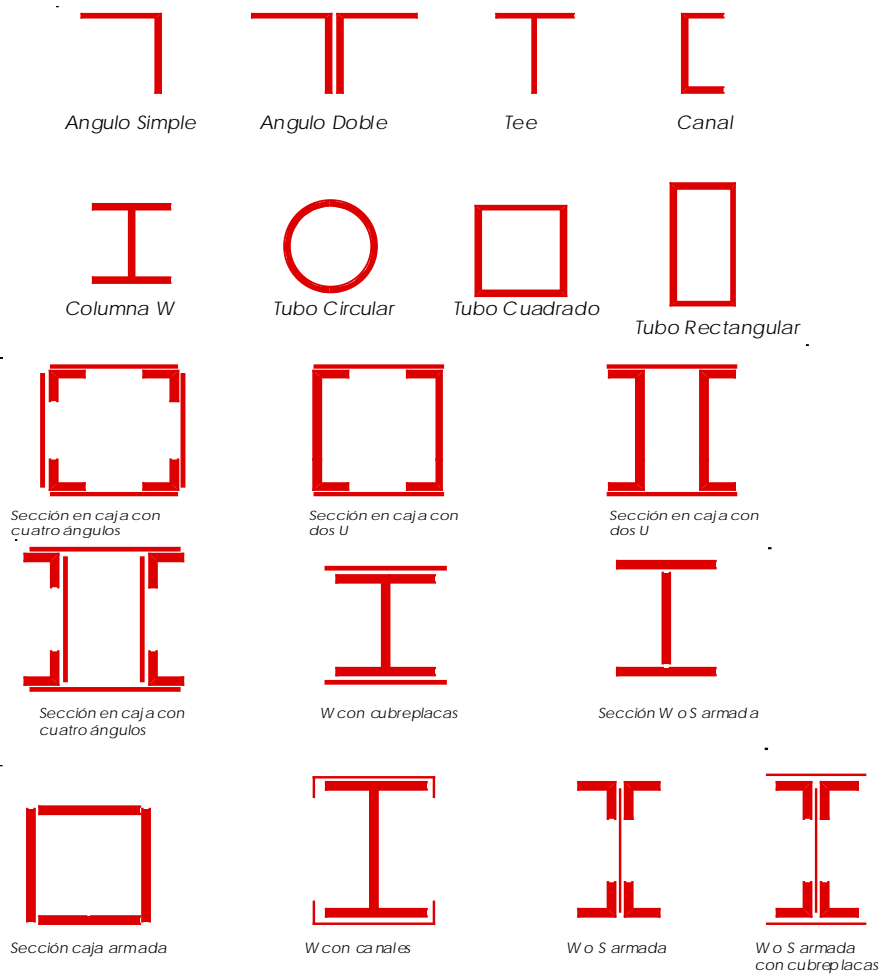 Angulo Simple
Angulo Doble
Tee
Canal
Columna W
Tubo Circular
Tubo Cuadrado
Tubo Rectangular
Sección en caja con
cuatro ángulos
Sección en caja con
dos U
Sección en caja con
dos U
Sección en caja con
cuatro ángulos
W con cubreplacas
Sección W o S armada
Sección caja armada
W con canales
W o S armada
W o S armada
con cubreplacas